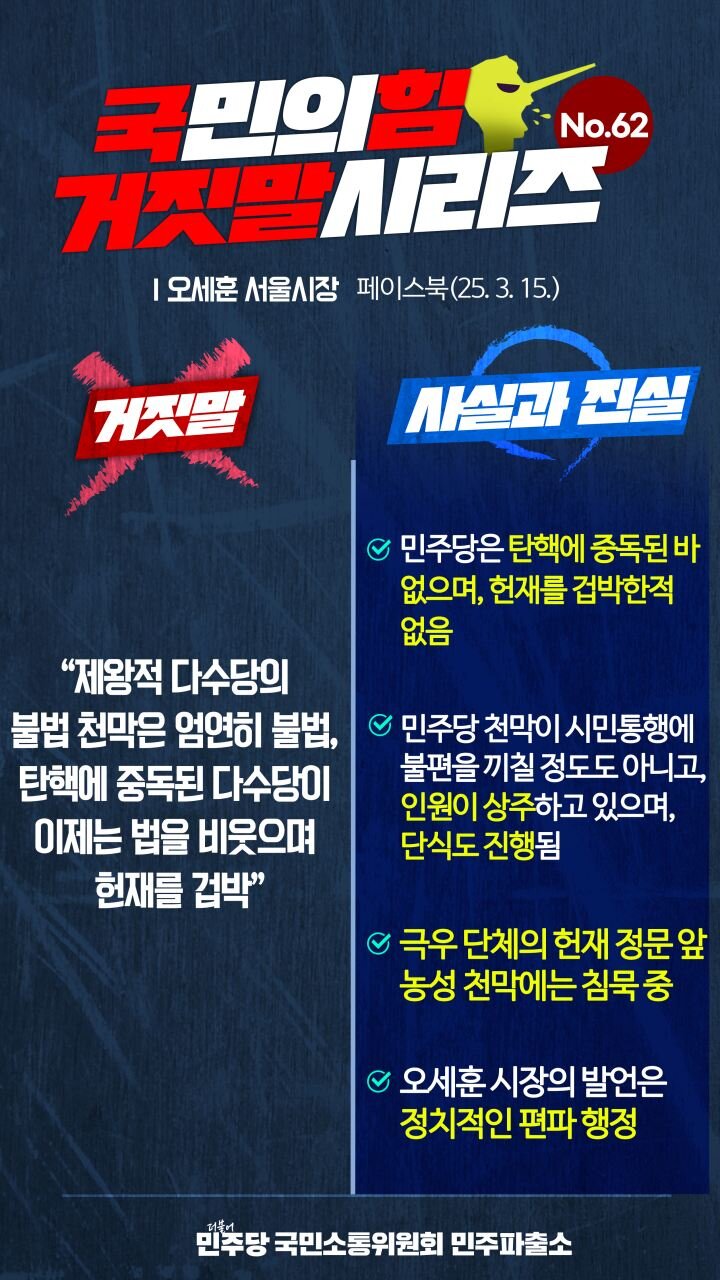 국민의힘
No.62
거짓말시리즈
| 오세훈 서울시장 페이스북(25. 3. 15.)
거짓말
사실과 진실
“제왕적 다수당의
불법 천막은 엄연히 불법,
탄핵에 중독된 다수당이
이제는 법을 비웃으며
헌재를 겁박”
민주당은 탄핵에 중독된 바
없으며, 헌재를 겁박한적
없음
민주당 천막이 시민통행에
불편을 끼칠 정도도 아니고,
인원이 상주하고 있으며,
단식도 진행됨
극우 단체의 헌재 정문 앞
농성 천막에는 침묵 중
오세훈 시장의 발언은
정치적인 편파 행정
더불어
민주당 국민소통위원회 민주파출소